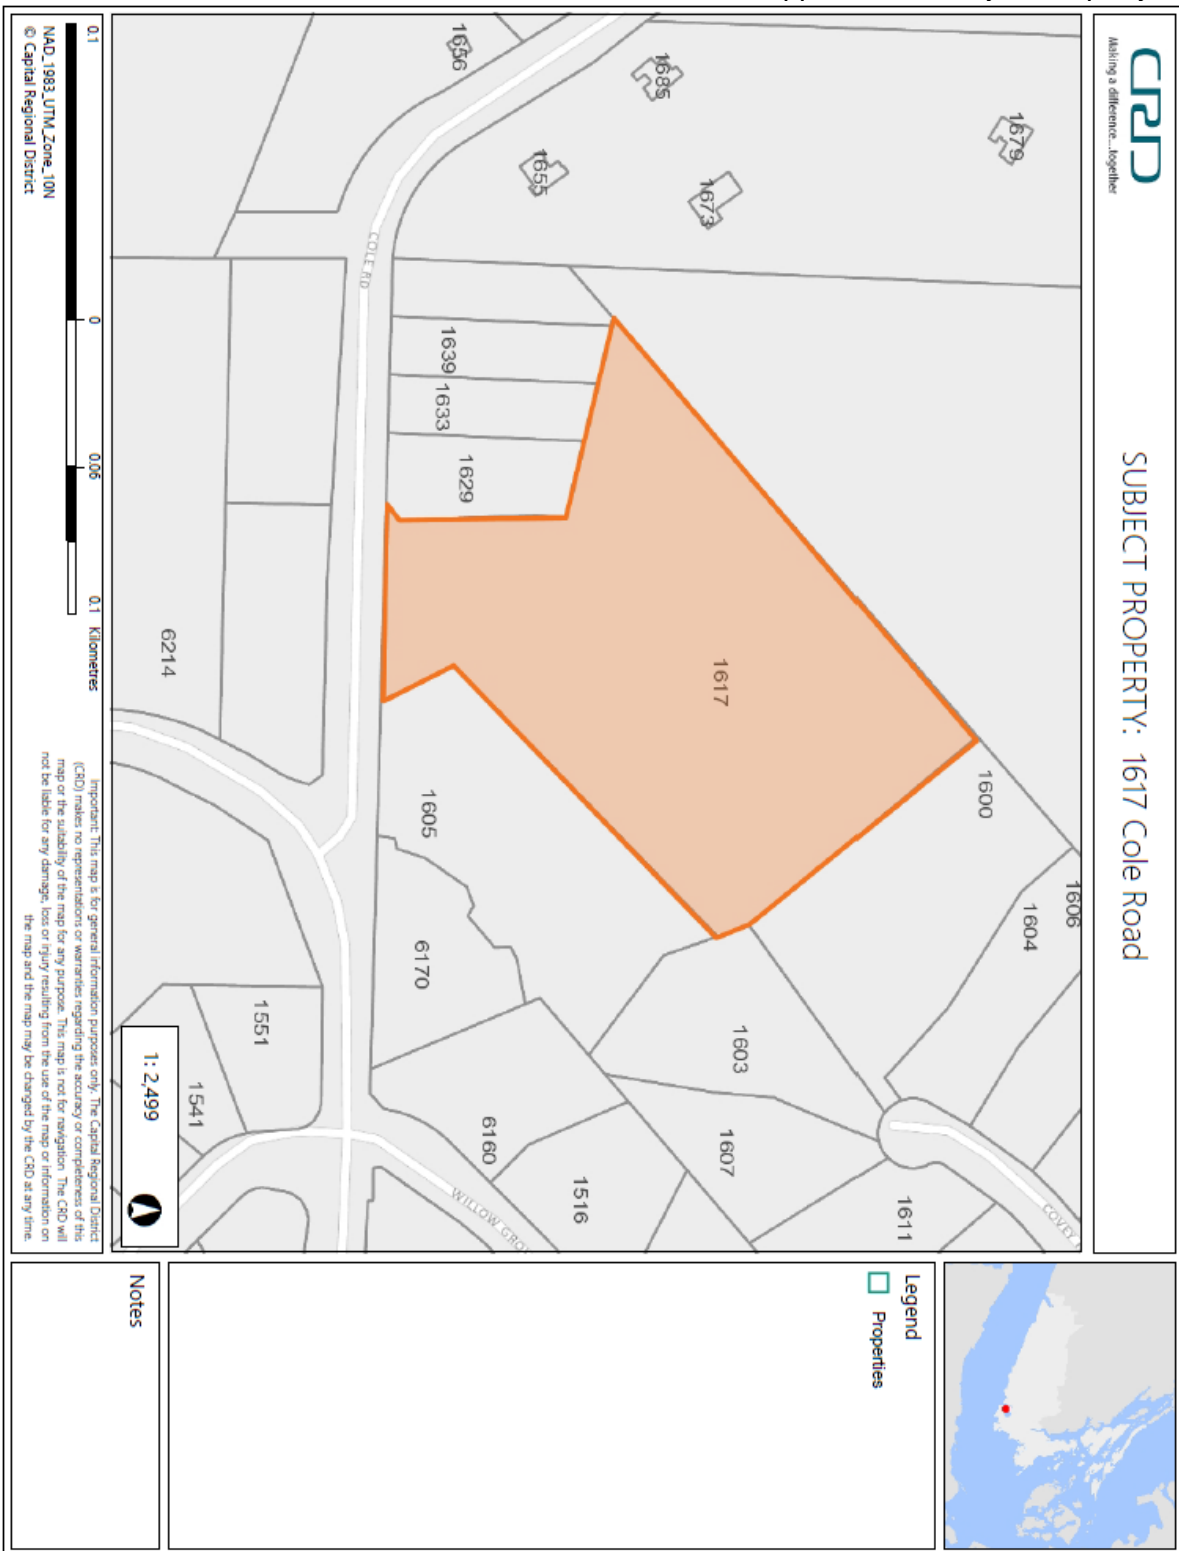 CRD
Making a difference...together
SUBJECT PROPERTY: 1617 Cole Road
1679
1685
1656
1673
1655
COLE RD
1639
1633
1629
1617
1600
1606
1604
6214
1605
6170
1603
1551
1541
6160
1607
1516
1611
WILLOW GRO
COVEY
1: 2,499
0.1
0
0.06
0.1 Kilometres
NAD_1983_UTM_Zone_10N
© Capital Regional District
Important: This map is for general information purposes only. The Capital Regional District
(CRD) makes no representations or warranties regarding the accuracy or completeness of this
map or the suitability of the map for any purpose. This map is not for navigation. The CRD will
not be liable for any damage, loss or injury resulting from the use of the map or information on
the map and the map may be changed by the CRD at any time.
Legend
Properties
Notes